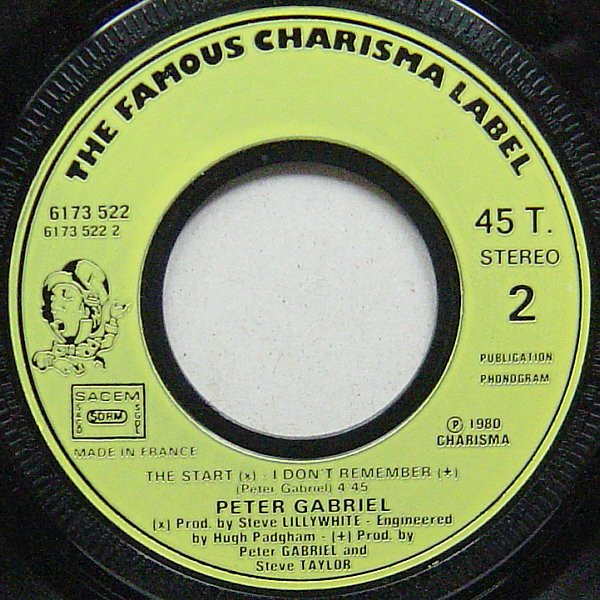 THE FAMOUS CHARISMA LABEL
6173 522
6173 522 2
45 T.
STEREO
2
PUBLICATION
PHONOGRAM
SACEM
SACD SDRM SGDL
MADE IN FRANCE
℗ 1980
CHARISMA
THE START (x) : I DON'T REMEMBER (+)
(Peter Gabriel) 4'45
PETER GABRIEL
(x) Prod. by Steve LILLYWHITE - Engineered
by Hugh Padgham - (+) Prod. by
Peter GABRIEL and
Steve TAYLOR